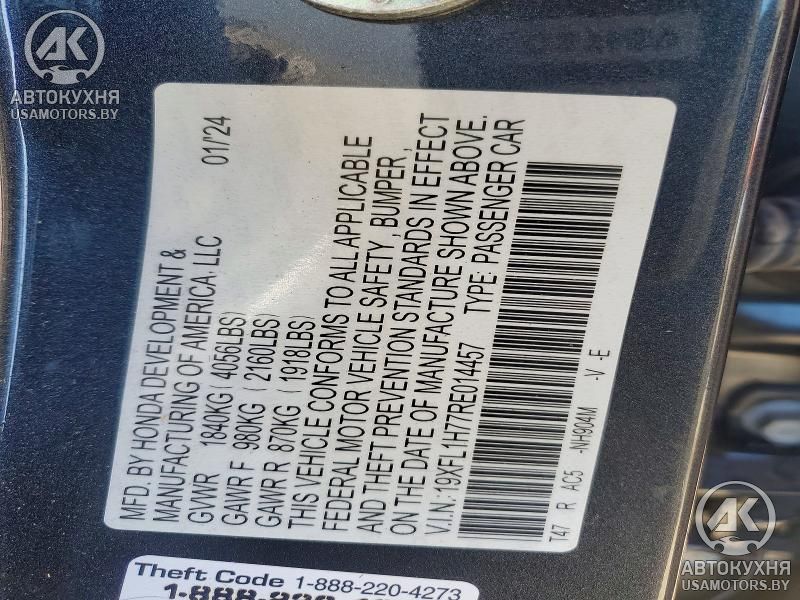 АК
АВТОКУХНЯ
USAMOTORS.BY
MFD. BY HONDA DEVELOPMENT &
MANUFACTURING OF AMERICA, LLC 01/'24
GVWR 1840KG ( 4056LBS)
GAWR F 980KG ( 2160LBS)
GAWR R 870KG ( 1918LBS)
THIS VEHICLE CONFORMS TO ALL APPLICABLE
FEDERAL MOTOR VEHICLE SAFETY , BUMPER ,
AND THEFT PREVENTION STANDARDS IN EFFECT
ON THE DATE OF MANUFACTURE SHOWN ABOVE.
V.I.N.:19XFL1H77RE014457 TYPE: PASSENGER CAR
T47 R AC5 -NH904M -V -E
Theft Code 1-888-220-4273
АК
АВТОКУХНЯ
USAMOTORS.BY